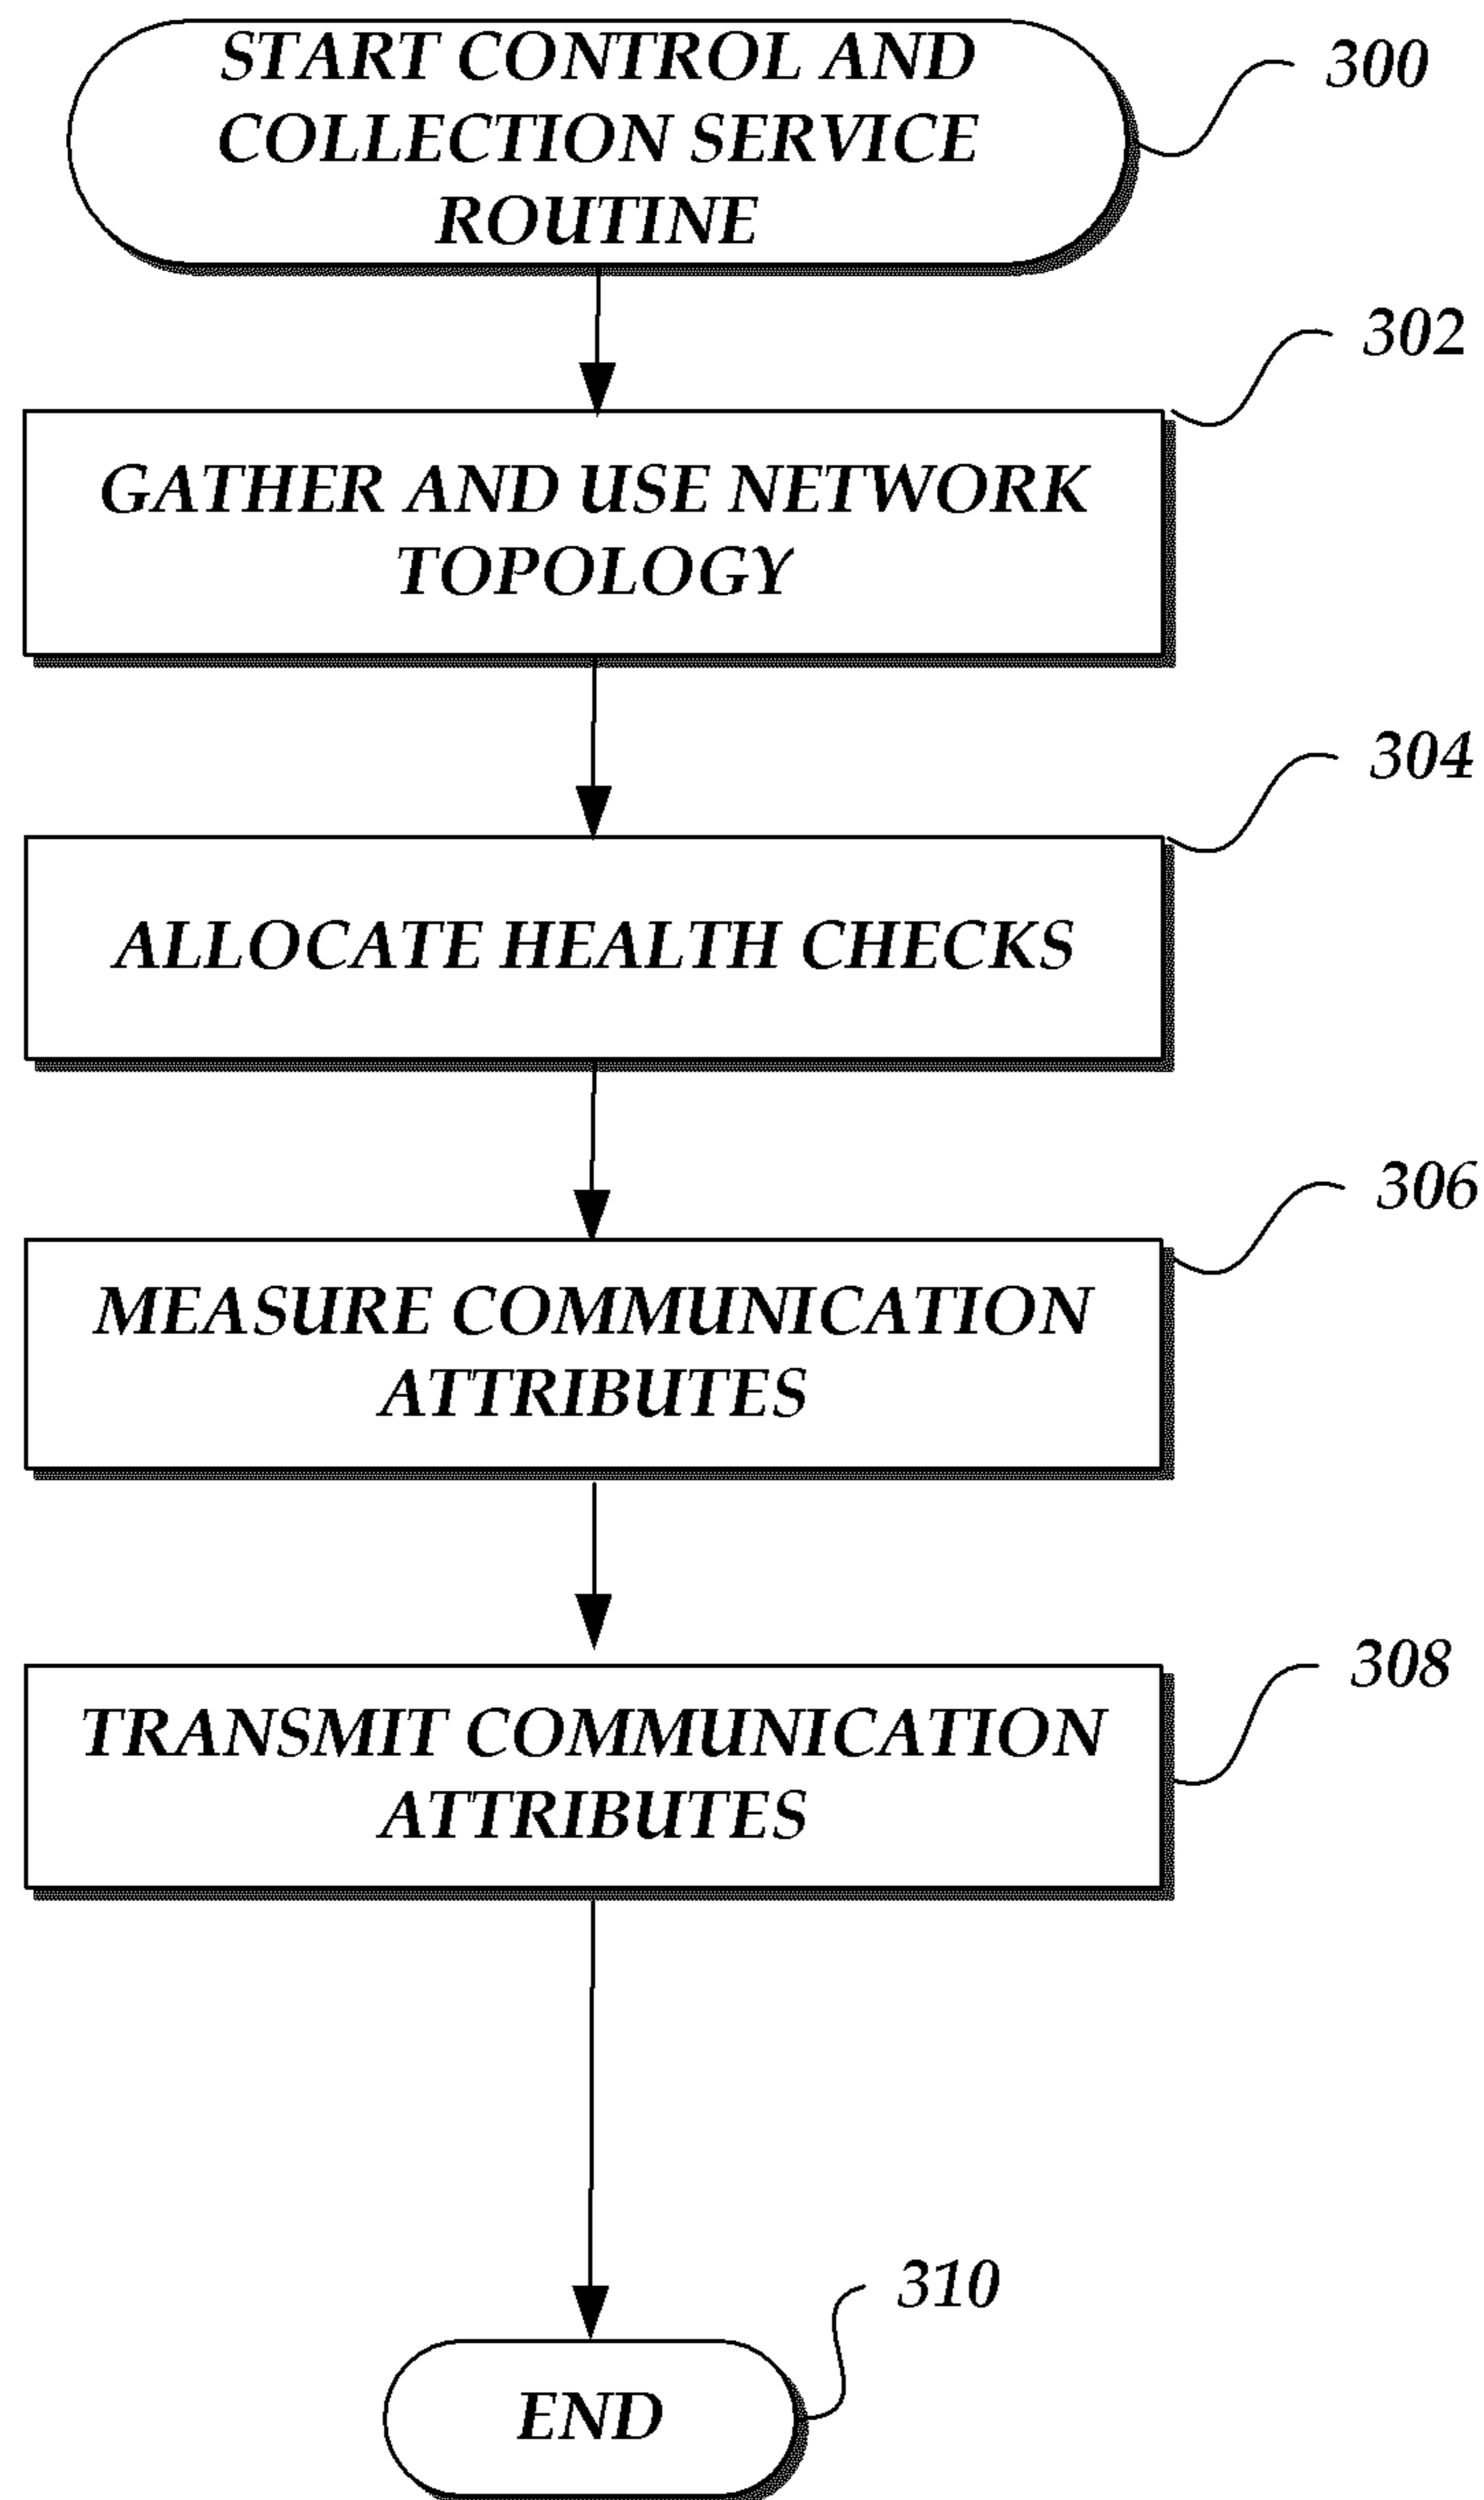 START CONTROL AND
COLLECTION SERVICE
ROUTINE
300
302
GATHER AND USE NETWORK
TOPOLOGY
304
ALLOCATE HEALTH CHECKS
306
MEASURE COMMUNICATION
ATTRIBUTES
308
TRANSMIT COMMUNICATION
ATTRIBUTES
310
END